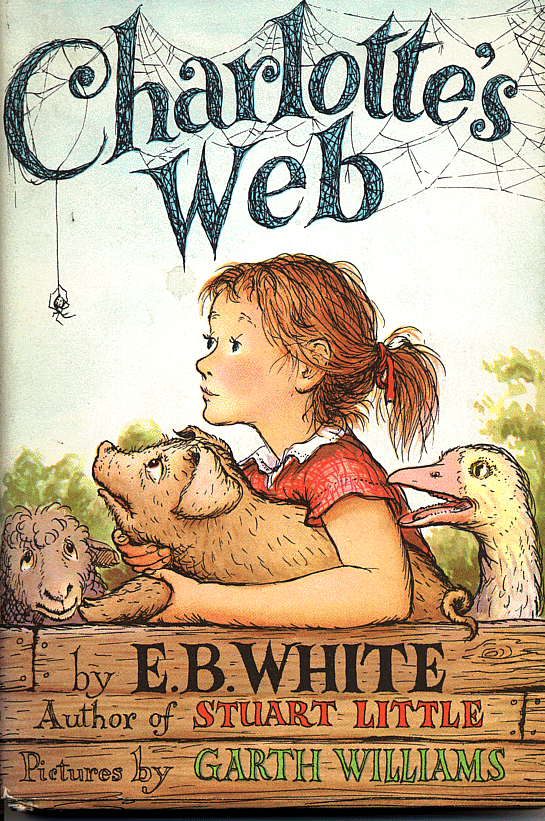 Charlotte's
Web
by E.B. WHITE
Author of STUART LITTLE
Pictures by GARTH WILLIAMS